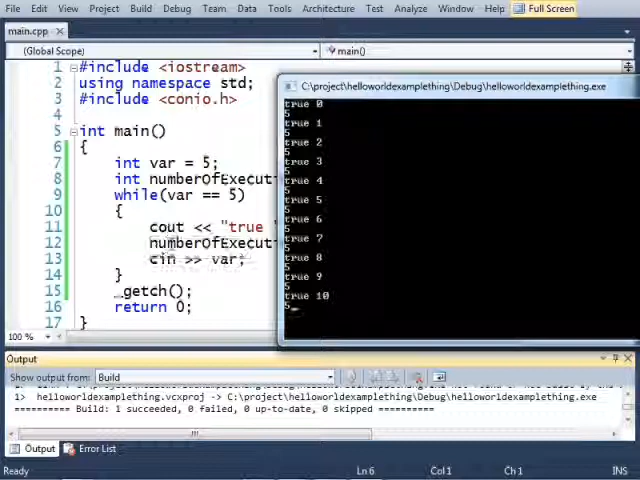 File Edit View Project Build Debug Team Data Tools Architecture Test Analyze Window Help Full Screen
main.cpp
(Global Scope) main()
1 #include <iostream>
2 using namespace std;
3 #include <conio.h>
4
5 int main()
6 {
7 int var = 5;
8 int numberOfExecuti
9 while(var == 5)
10 {
11 cout << "true
12 numberOfExecuti
13 cin >> var;
14 }
15 _getch();
16 return 0;
17 }
100 %
C:\project\helloworldexamplething\Debug\helloworldexamplething.exe
true 0
5
true 1
5
true 2
5
true 3
5
true 4
5
true 5
5
true 6
5
true 7
5
true 8
5
true 9
5
true 10
5
Output
Show output from: Build
1> helloworldexamplething.vcxproj -> C:\project\helloworldexamplething\Debug\helloworldexamplething.exe
========== Build: 1 succeeded, 0 failed, 0 up-to-date, 0 skipped ==========
Output Error List
Ready Ln 6 Col 1 Ch 1 INS